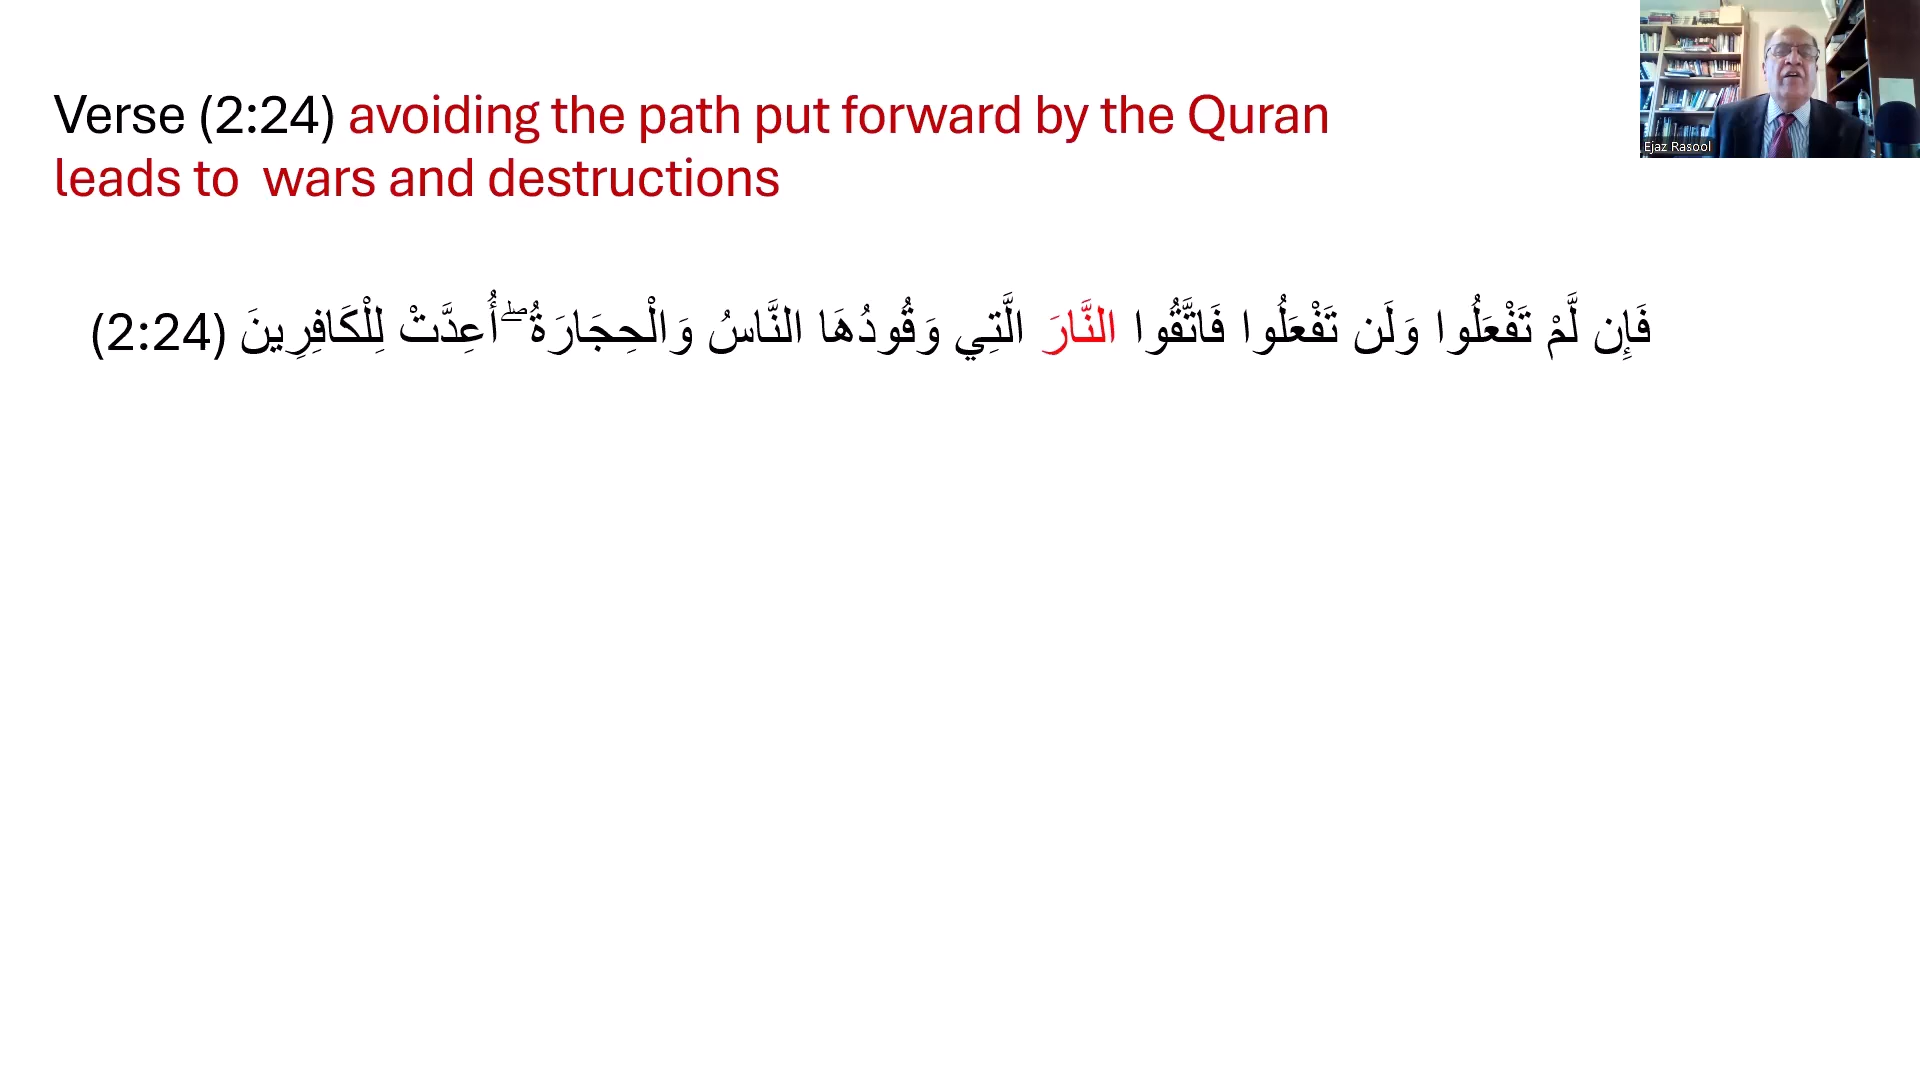 Verse (2:24) avoiding the path put forward by the Quran
leads to  wars and destructions
فَإِن لَّمْ تَفْعَلُوا وَلَن تَفْعَلُوا فَاتَّقُوا النَّارَ الَّتِي وَقُودُهَا النَّاسُ وَالْحِجَارَةُ ۖ أُعِدَّتْ لِلْكَافِرِينَ (2:24)
Ejaz Rasool